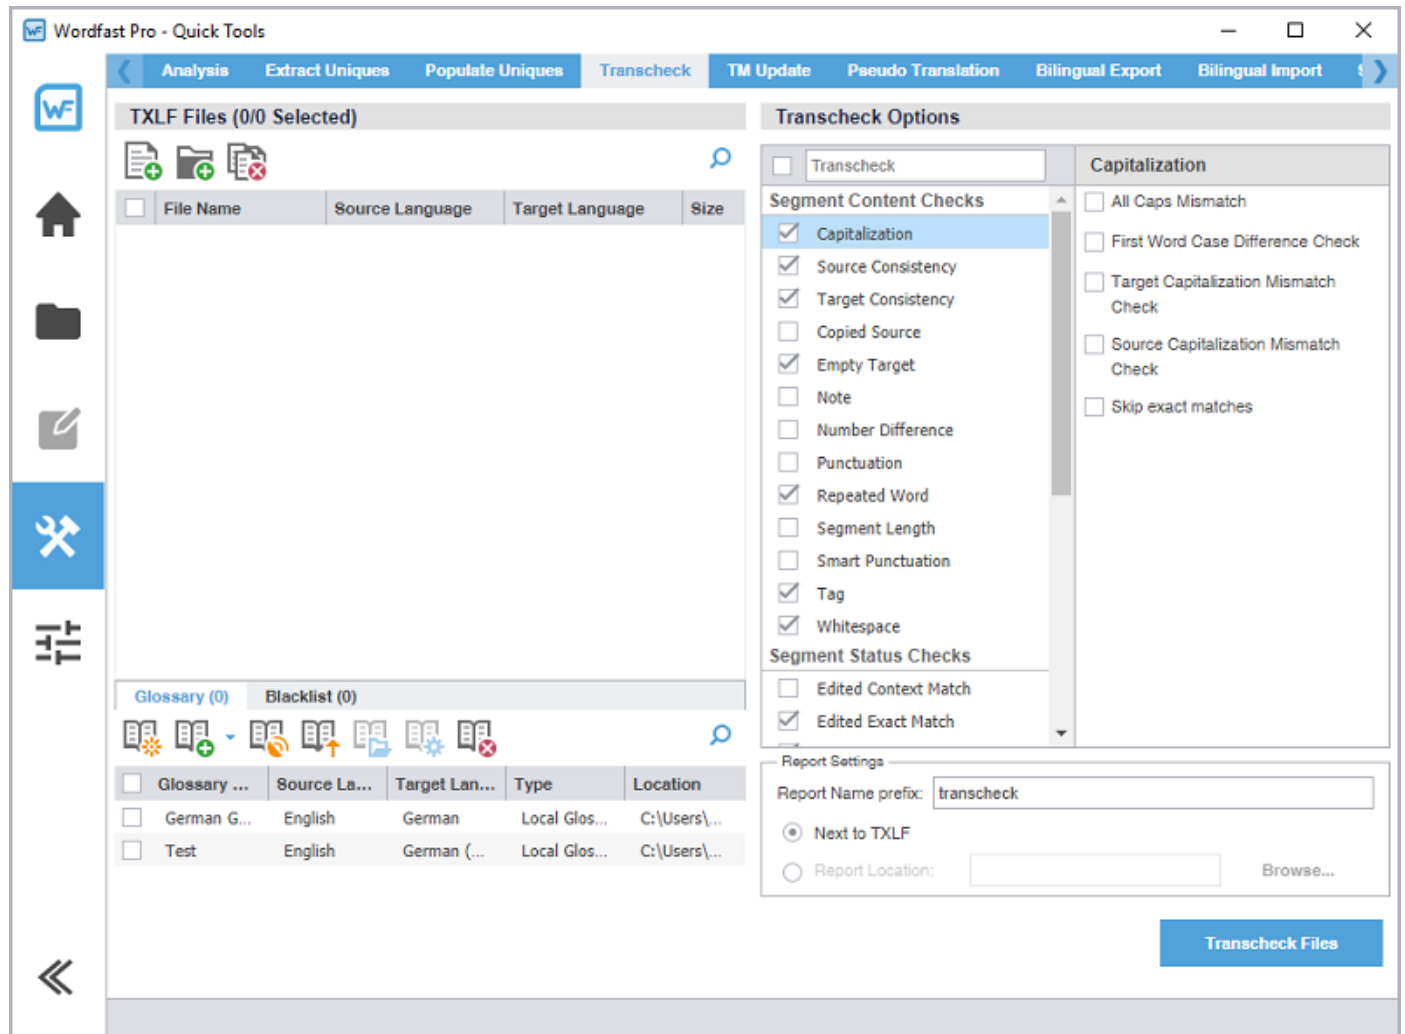 Wordfast Pro - Quick Tools
Analysis Extract Uniques Populate Uniques Transcheck TM Update Pseudo Translation Bilingual Export Bilingual Import
WF
TXLF Files (0/0 Selected)
File Name Source Language Target Language Size
Transcheck Options
Transcheck
Segment Content Checks
Capitalization
Source Consistency
Target Consistency
Copied Source
Empty Target
Note
Number Difference
Punctuation
Repeated Word
Segment Length
Smart Punctuation
Tag
Whitespace
Segment Status Checks
Edited Context Match
Edited Exact Match
Capitalization
All Caps Mismatch
First Word Case Difference Check
Target Capitalization Mismatch
Check
Source Capitalization Mismatch
Check
Skip exact matches
Glossary (0) Blacklist (0)
Glossary ... Source La... Target Lan... Type Location
German G... English German Local Glos... C:\Users\...
Test English German (... Local Glos... C:\Users\...
Report Settings
Report Name prefix: transcheck
Next to TXLF
Report Location: Browse...
Transcheck Files